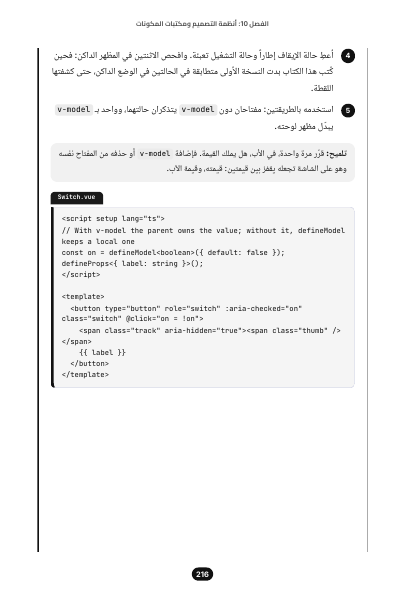 الفصل 10: أنظمة التصميم ومكتبات المكونات
4 أعطِ حالة الإيقاف إطاراً وحالة التشغيل تعبئة. وافحص الاثنتين في المظهر الداكن: فحين
كُتب هذا الكتاب بدت النسخة الأولى متطابقة في الحالتين في الوضع الداكن، حتى كشفتها
اللقطة.
5 استخدمه بالطريقتين: مفتاحان دون v-model يتذكران حالتهما، وواحد بـ v-model
يبدّل مظهر لوحته.
تلميح: قرّر مرة واحدة، في الأب، هل يملك القيمة. فإضافة v-model أو حذفه من المفتاح نفسه
وهو على الشاشة تجعله يقفز بين قيمتين: قيمته، وقيمة الأب.
Switch.vue
<script setup lang="ts">
// With v-model the parent owns the value; without it, defineModel
keeps a local one
const on = defineModel<boolean>({ default: false });
defineProps<{ label: string }>();
</script>
<template>
<button type="button" role="switch" :aria-checked="on"
class="switch" @click="on = !on">
<span class="track" aria-hidden="true"><span class="thumb" />
</span>
{{ label }}
</button>
</template>
216